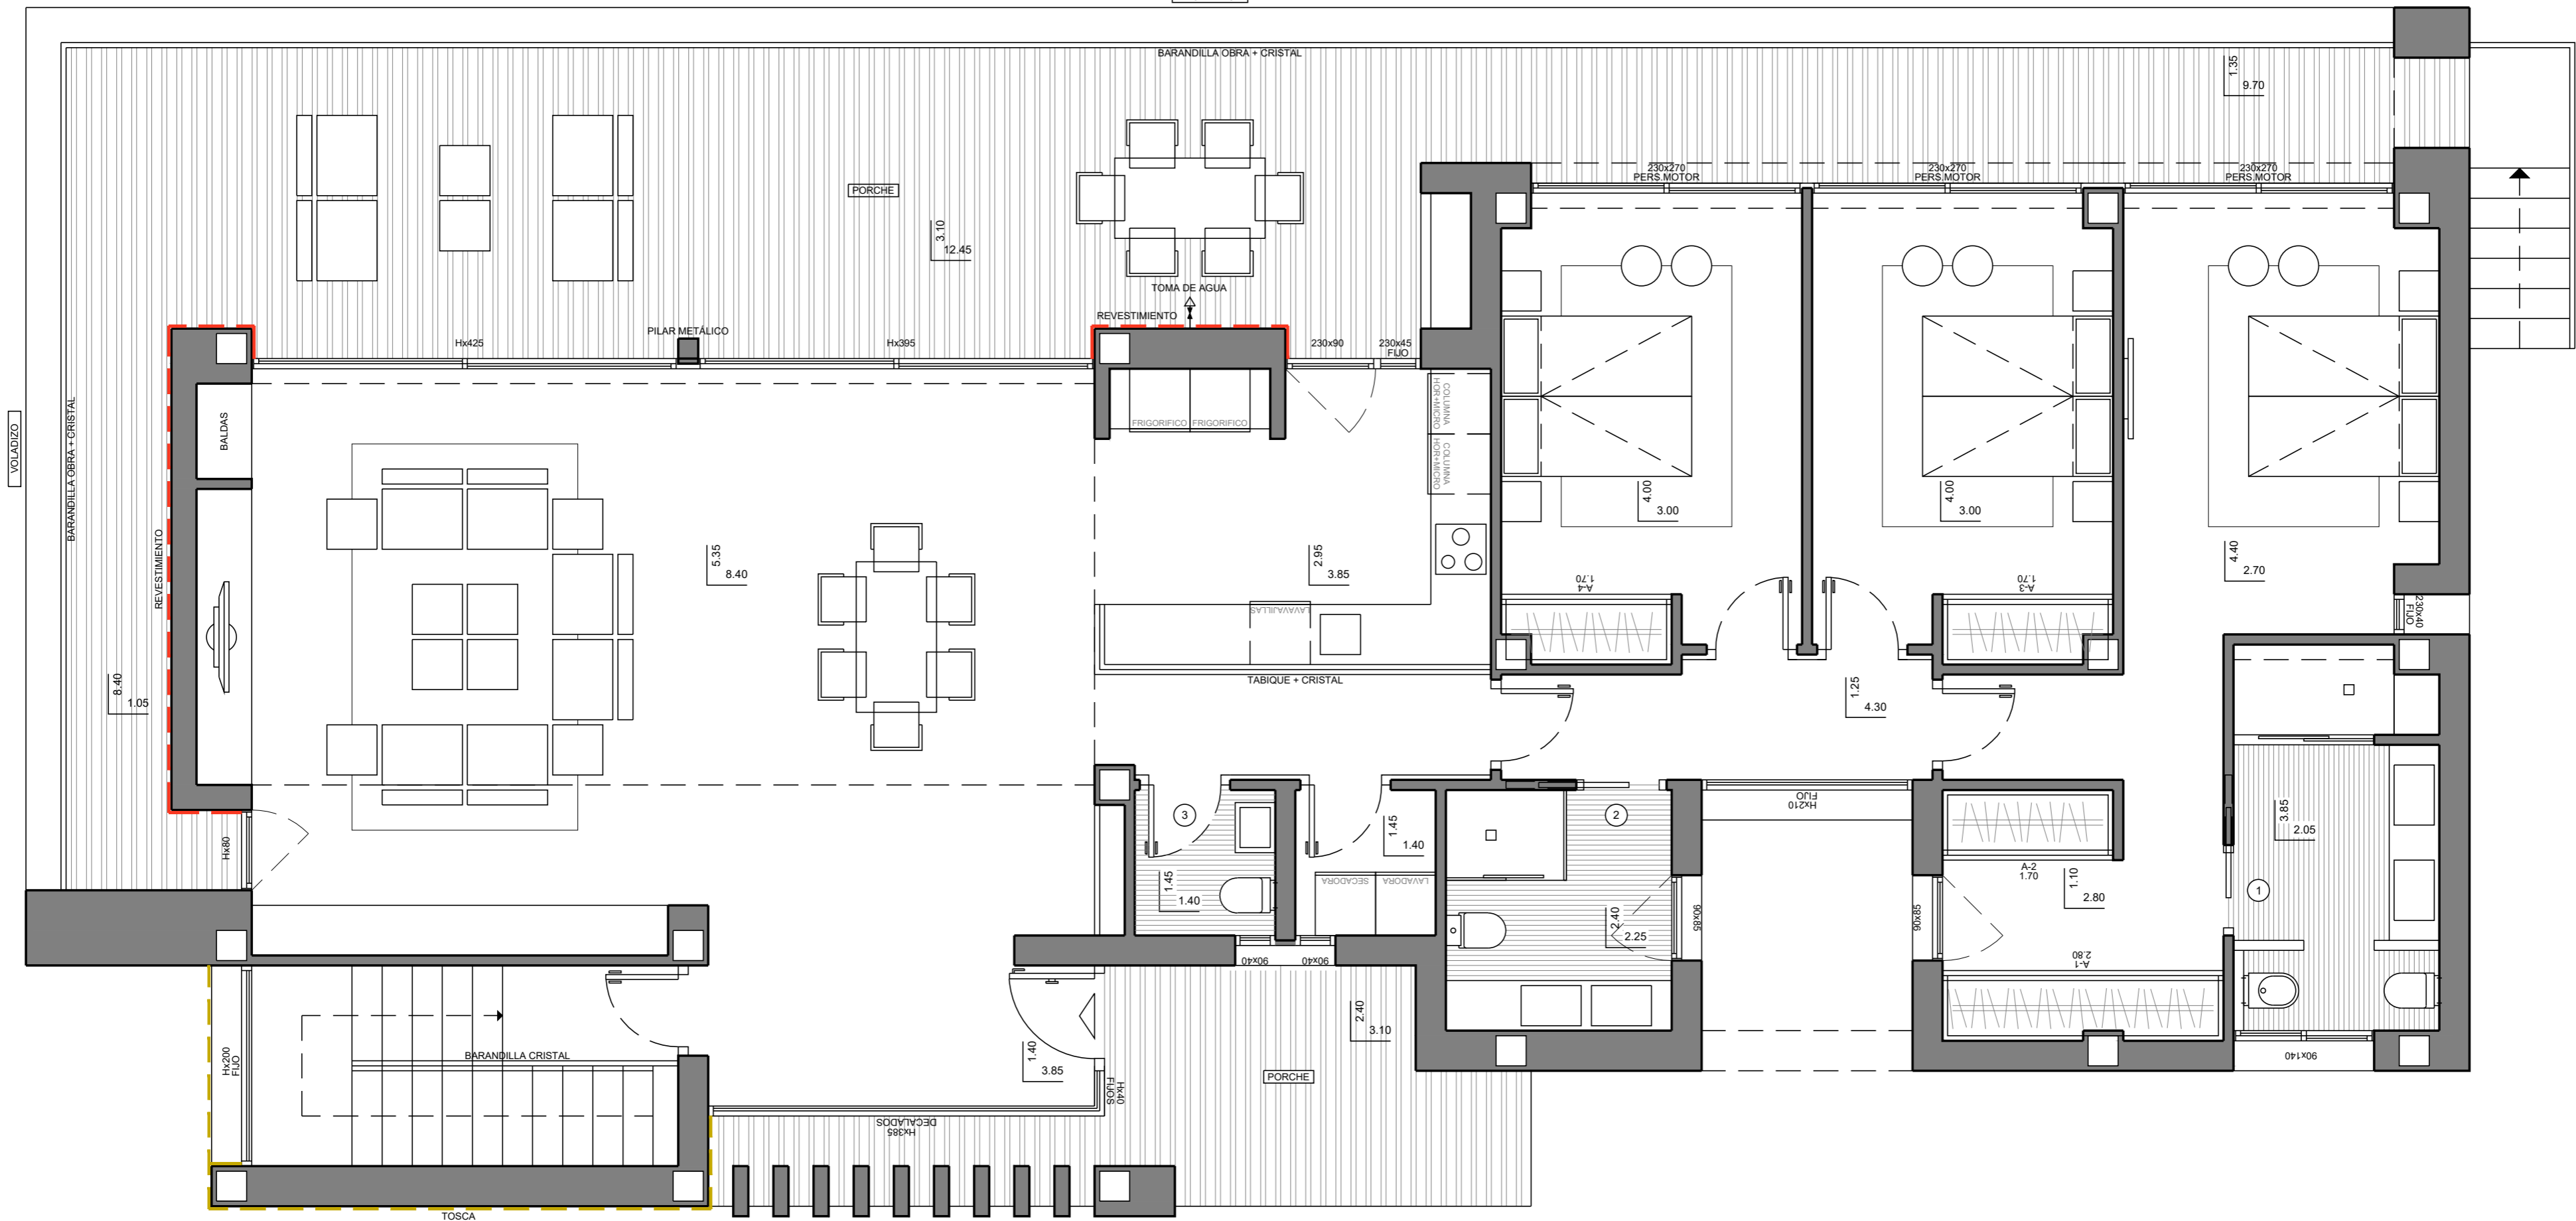 BARANDILLA OBRA + CRISTAL
1.35
9.70
230x270
PERS.MOTOR
230x270
PERS.MOTOR
230x270
PERS.MOTOR
PORCHE
3.10
12.45
TOMA DE AGUA
REVESTIMIENTO
PILAR METÁLICO
Hx425
Hx395
230x90
230x45
FIJO
VOLADIZO
BARANDILLA OBRA + CRISTAL
BALDAS
FRIGORIFICO
FRIGORIFICO
COLUMNA
HOR+MICRO
COLUMNA
HOR+MICRO
4.00
3.00
4.00
3.00
4.40
2.70
REVESTIMIENTO
5.35
8.40
2.95
3.85
A-4
1.70
A-3
1.70
230x40
FIJO
LAVAVAJILLAS
TABIQUE + CRISTAL
8.40
1.05
1.25
4.30
Hx210
FIJO
3
2
1.45
1.40
3.85
2.05
Hx80
1.45
1.40
SECADORA
LAVADORA
A-2
1.70
1.10
2.80
1
2.40
2.25
90x85
90x85
A-1
2.80
90x40
90x40
2.40
3.10
90x140
Hx200
FIJO
BARANDILLA CRISTAL
1.40
3.85
Hx40
FIJOS
PORCHE
Hx385
DECALADOS
TOSCA